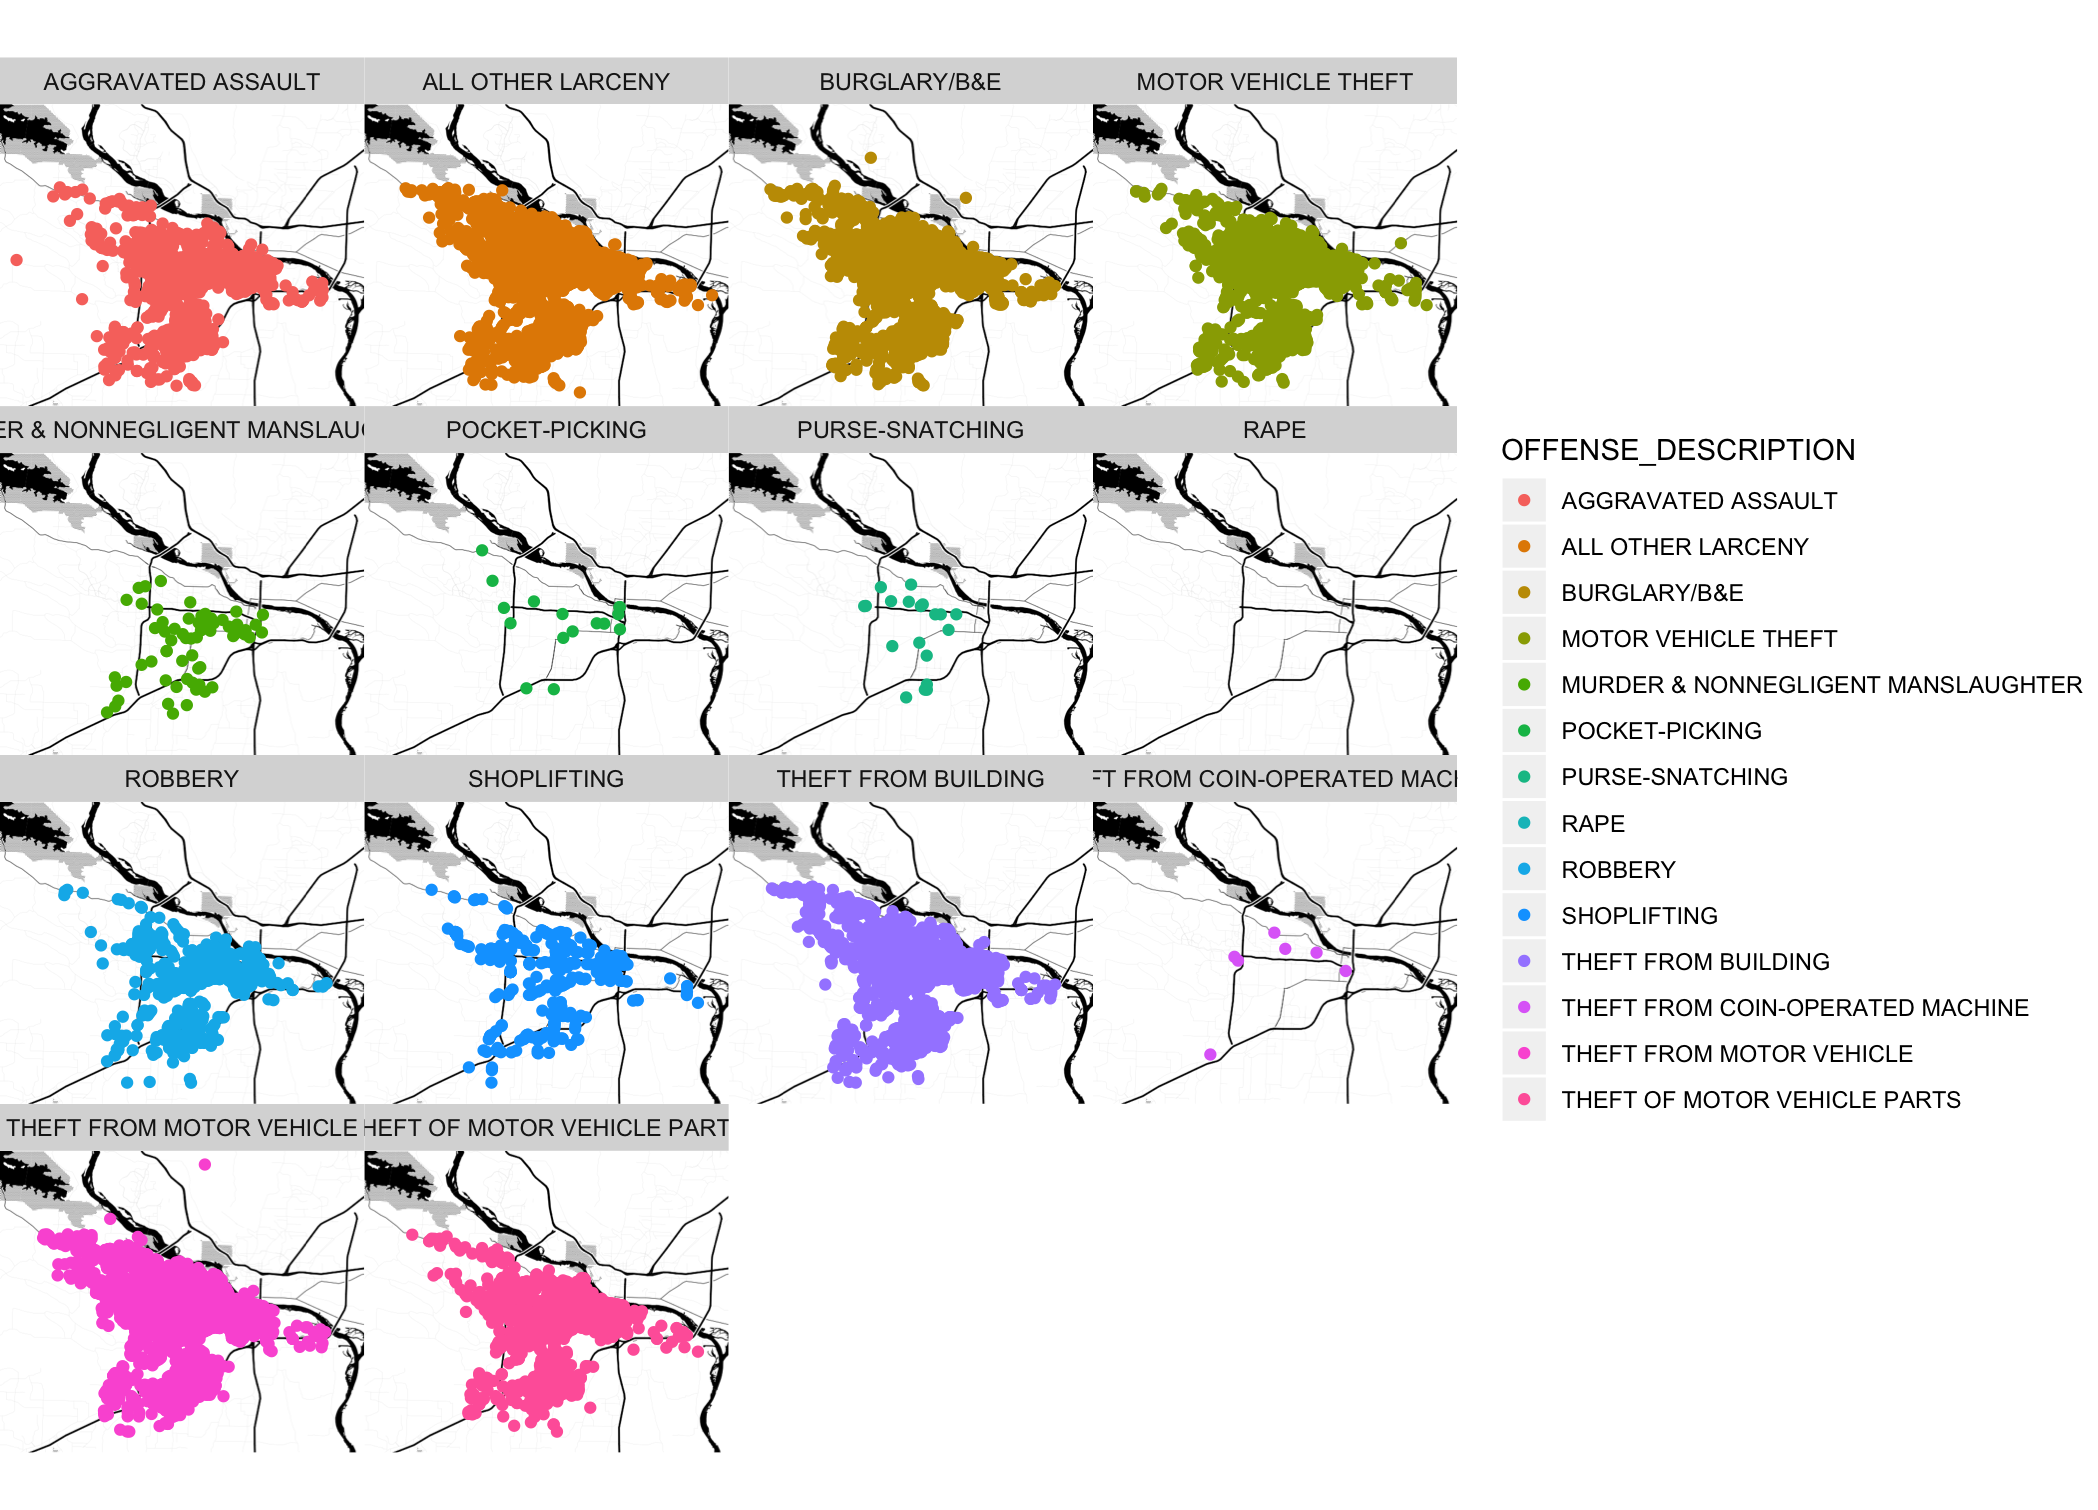 AGGRAVATED ASSAULT
ALL OTHER LARCENY
BURGLARY/B&E
MOTOR VEHICLE THEFT
ER & NONNEGLIGENT MANSLAUG
POCKET-PICKING
PURSE-SNATCHING
RAPE
ROBBERY
SHOPLIFTING
THEFT FROM BUILDING
FT FROM COIN-OPERATED MACH
THEFT FROM MOTOR VEHICLE
HEFT OF MOTOR VEHICLE PART
OFFENSE_DESCRIPTION
AGGRAVATED ASSAULT
ALL OTHER LARCENY
BURGLARY/B&E
MOTOR VEHICLE THEFT
MURDER & NONNEGLIGENT MANSLAUGHTER
POCKET-PICKING
PURSE-SNATCHING
RAPE
ROBBERY
SHOPLIFTING
THEFT FROM BUILDING
THEFT FROM COIN-OPERATED MACHINE
THEFT FROM MOTOR VEHICLE
THEFT OF MOTOR VEHICLE PARTS